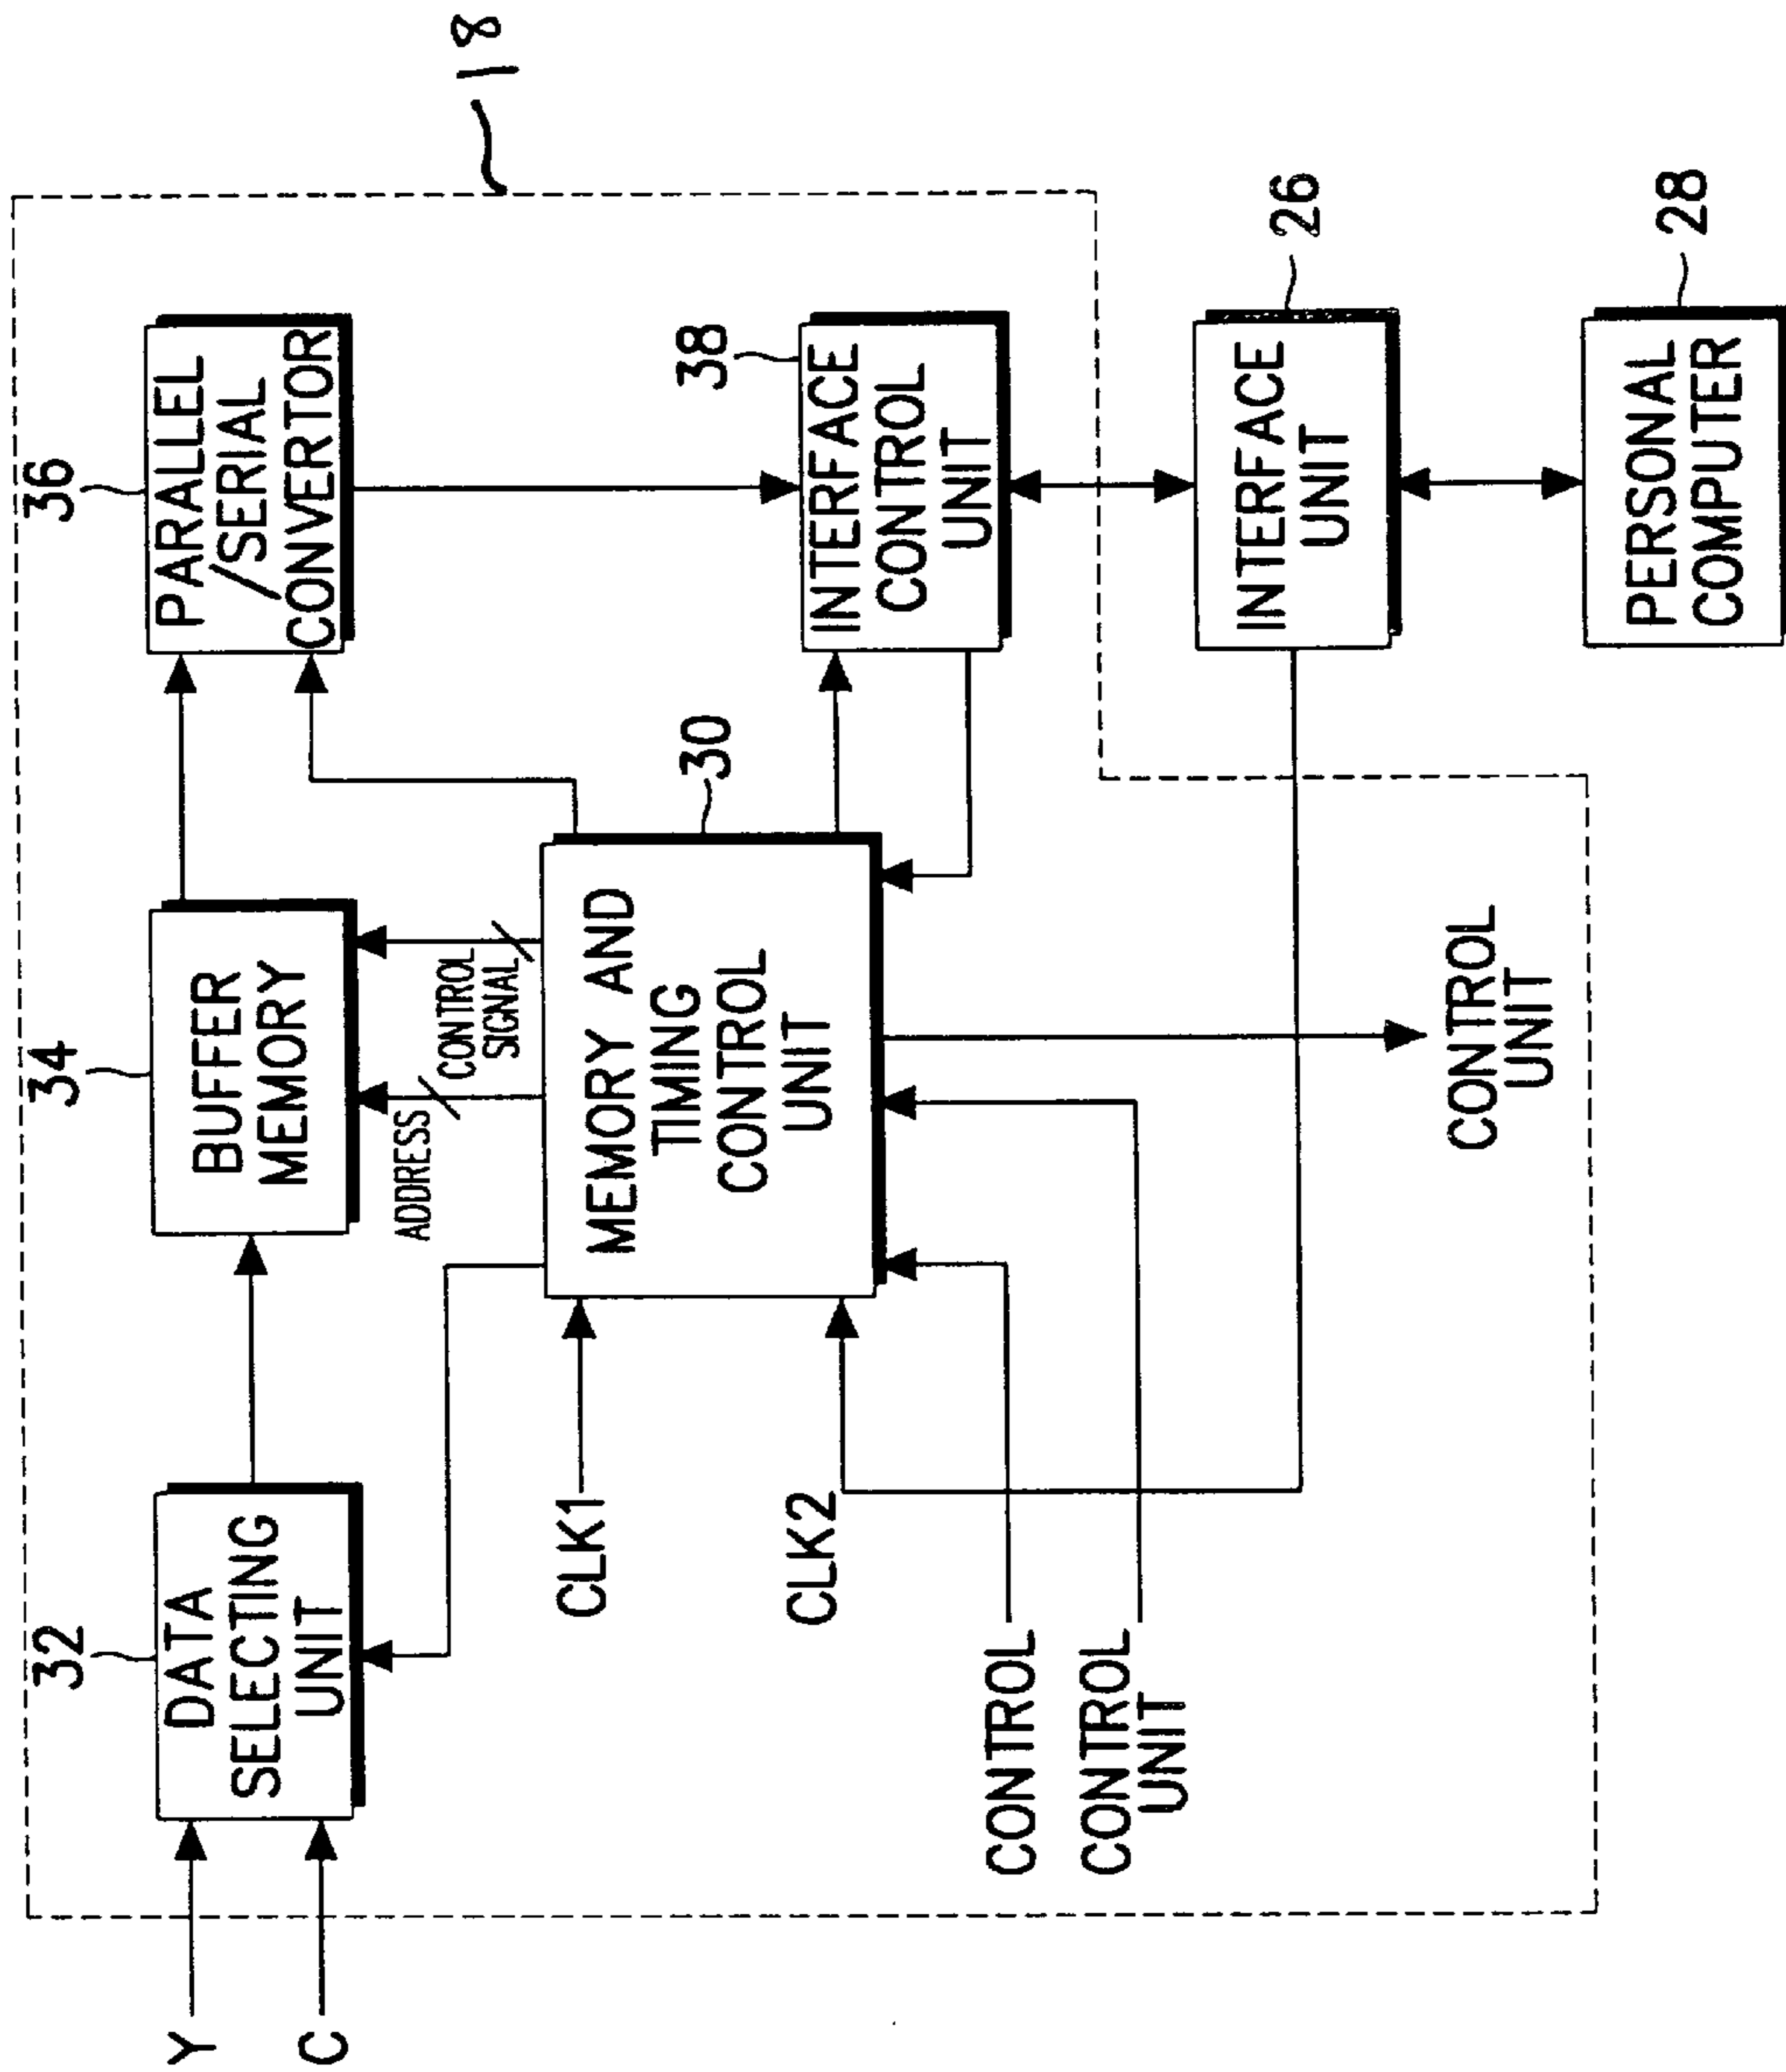 18
36
PARALLEL
/SERIAL
CONVERTOR
34
BUFFER
MEMORY
32
DATA
SELECTING
UNIT
Y
C
ADDRESS
CONTROL
SIGNAL
38
INTERFACE
CONTROL
UNIT
30
MEMORY AND
TIMING
CONTROL
UNIT
CLK1
CLK2
CONTROL
CONTROL
UNIT
26
INTERFACE
UNIT
CONTROL
UNIT
28
PERSONAL
COMPUTER